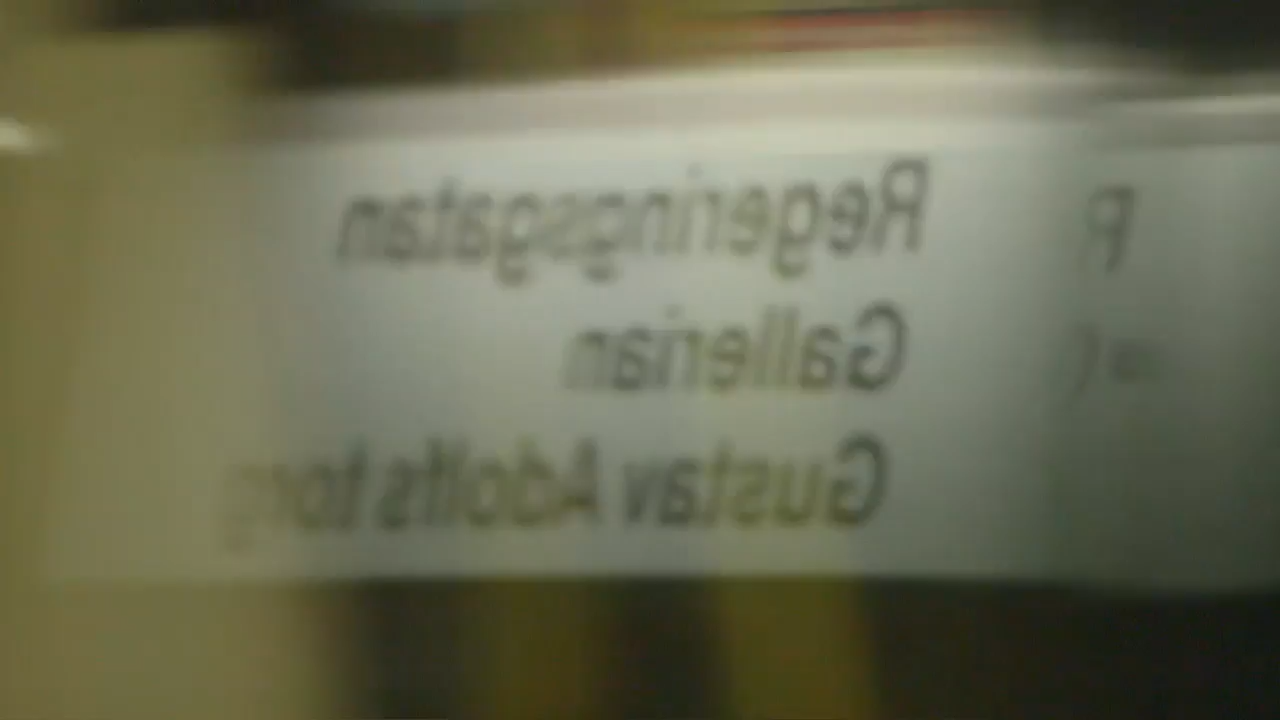 Regeringsgatan
Gallerian
Gustav Adolfs torg